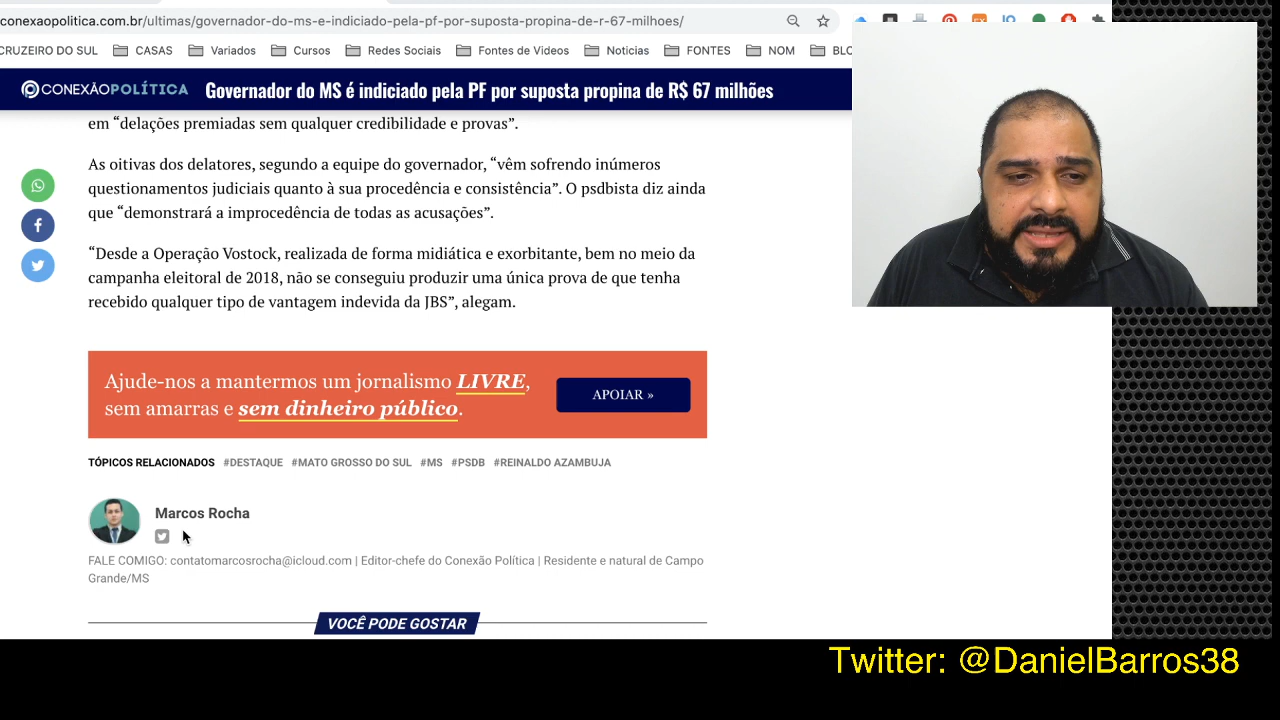 conexaopolitica.com.br/ultimas/governador-do-ms-e-indiciado-pela-pf-por-suposta-propina-de-r-67-milhoes/
CRUZEIRO DO SUL CASAS Variados Cursos Redes Sociais Fontes de Videos Noticias FONTES NOM BLO
CONEXÃOPOLÍTICA Governador do MS é indiciado pela PF por suposta propina de R$ 67 milhões
em “delações premiadas sem qualquer credibilidade e provas”.
As oitivas dos delatores, segundo a equipe do governador, “vêm sofrendo inúmeros
questionamentos judiciais quanto à sua procedência e consistência”. O psdbista diz ainda
que “demonstrará a improcedência de todas as acusações”.
“Desde a Operação Vostock, realizada de forma midiática e exorbitante, bem no meio da
campanha eleitoral de 2018, não se conseguiu produzir uma única prova de que tenha
recebido qualquer tipo de vantagem indevida da JBS”, alegam.
Ajude-nos a mantermos um jornalismo LIVRE,
sem amarras e sem dinheiro público.
APOIAR »
TÓPICOS RELACIONADOS #DESTAQUE #MATO GROSSO DO SUL #MS #PSDB #REINALDO AZAMBUJA
Marcos Rocha
FALE COMIGO: contatomarcosrocha@icloud.com | Editor-chefe do Conexão Política | Residente e natural de Campo
Grande/MS
VOCÊ PODE GOSTAR
Twitter: @DanielBarros38